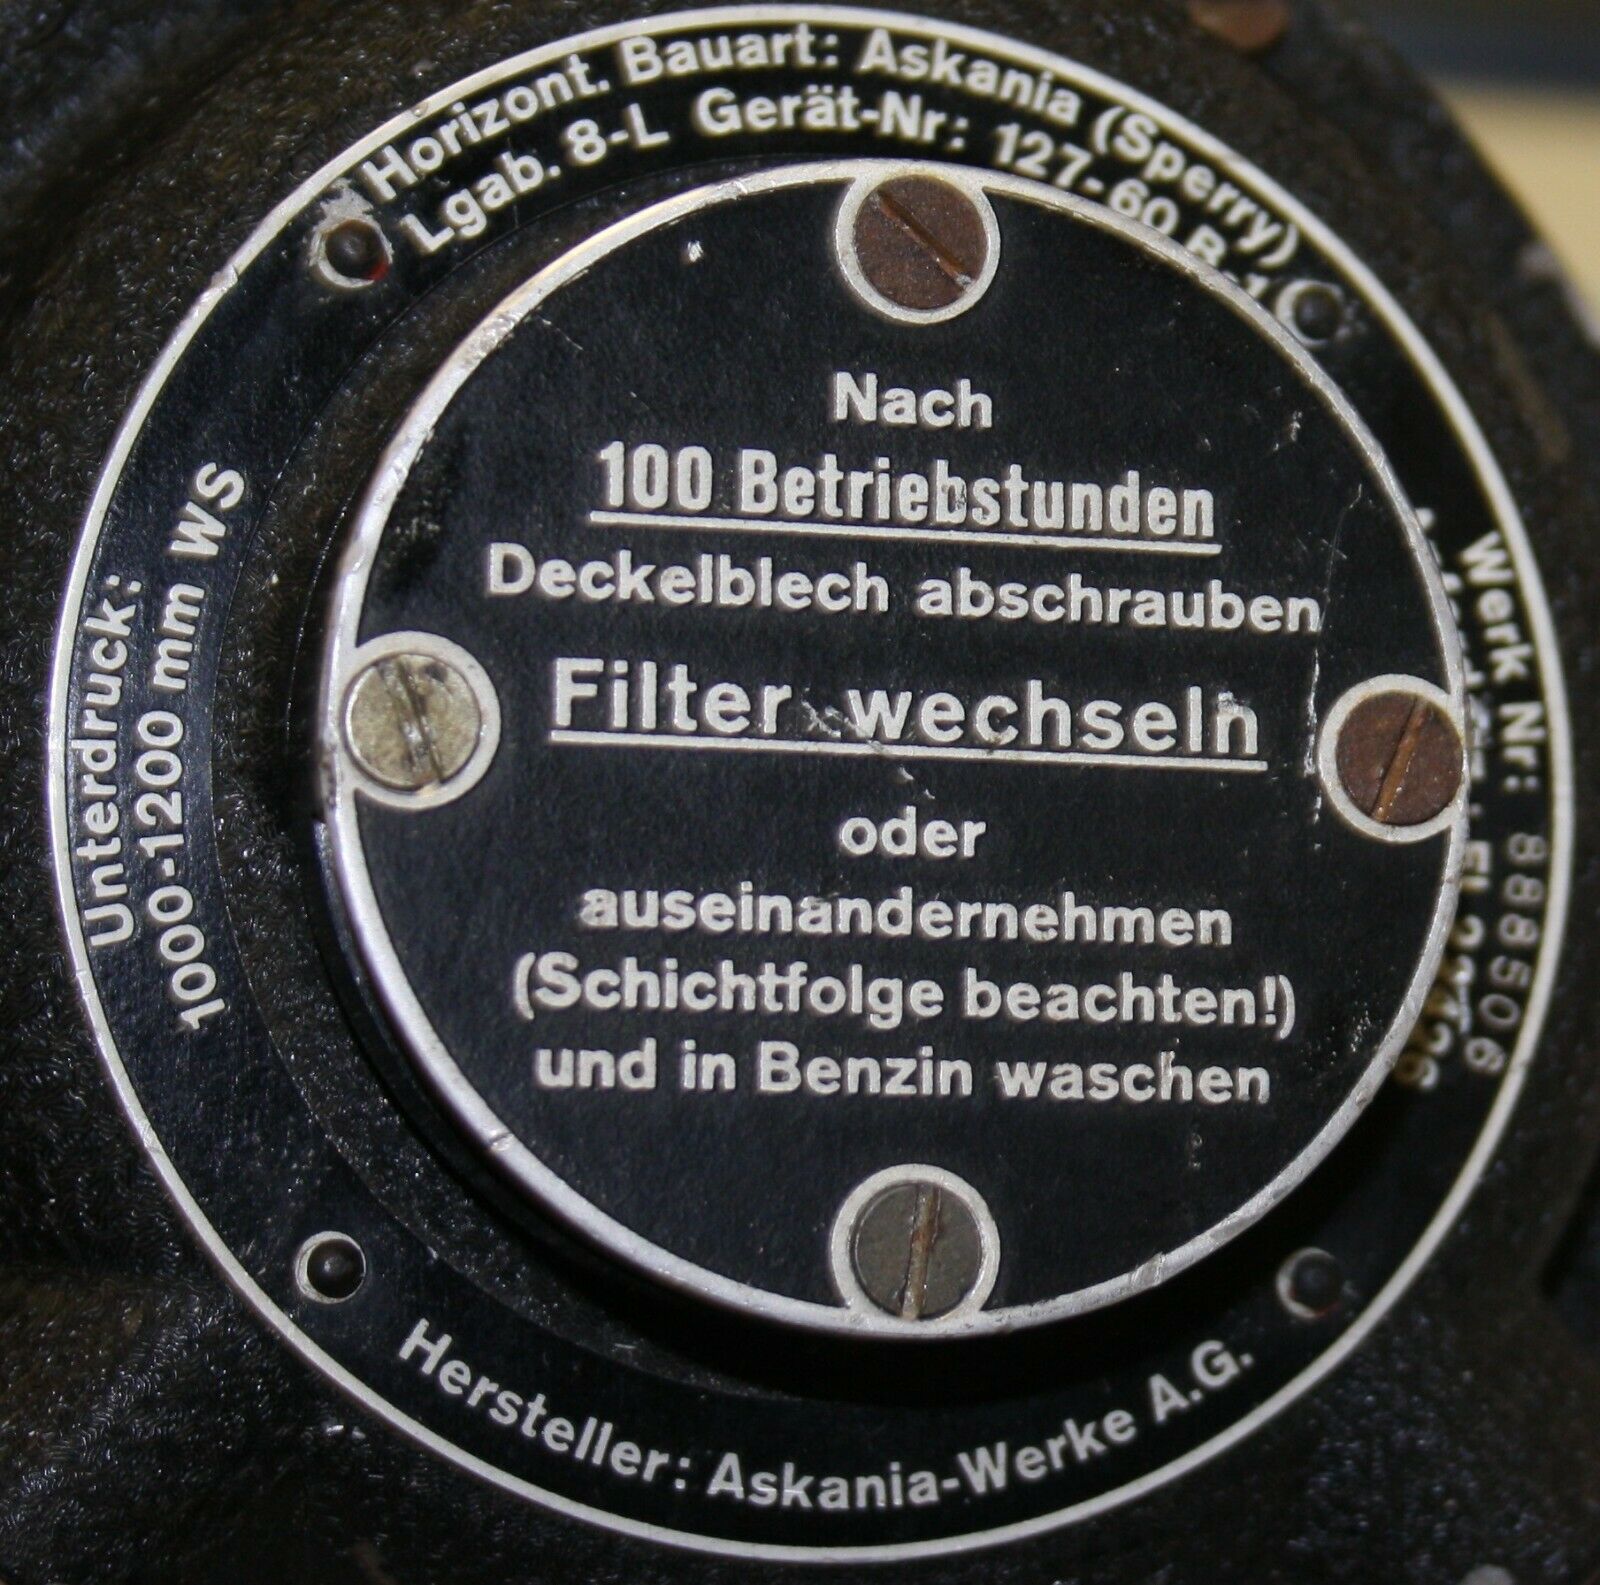 Horizont. Bauart: Askania (Sperry)
Lgab. 8-L Gerät-Nr: 127-60 B-1
Nach
100 Betriebstunden
Deckelblech abschrauben
Filter wechseln
oder
auseinandernehmen
(Schichtfolge beachten!)
und in Benzin waschen
Werk Nr: 888506
Unterdruck:
1000-1200 mm WS
Hersteller: Askania-Werke A.G.